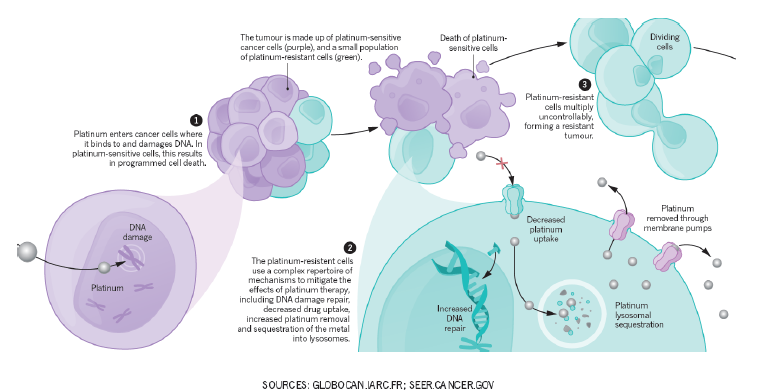 The tumour is made up of platinum-sensitive
cancer cells (purple), and a small population
of platinum-resistant cells (green).
Death of platinum-
sensitive cells
Dividing
cells
1
Platinum enters cancer cells where
it binds to and damages DNA. In
platinum-sensitive cells, this results
in programmed cell death.
3
Platinum-resistant
cells multiply
uncontrollably,
forming a resistant
tumour.
DNA
damage
Platinum
2
The platinum-resistent cells
use a complex repertoire of
mechanisms to mitigate the
effects of platinum therapy,
including DNA damage repair,
decreased drug uptake,
increased platinum removal
and sequestration of the metal
into lysosomes.
Decreased
platinum
uptake
Platinum
removed through
membrane pumps
Increased
DNA
repair
Platinum
lysosomal
sequestration
SOURCES: GLOBOCAN.IARC.FR; SEER.CANCER.GOV